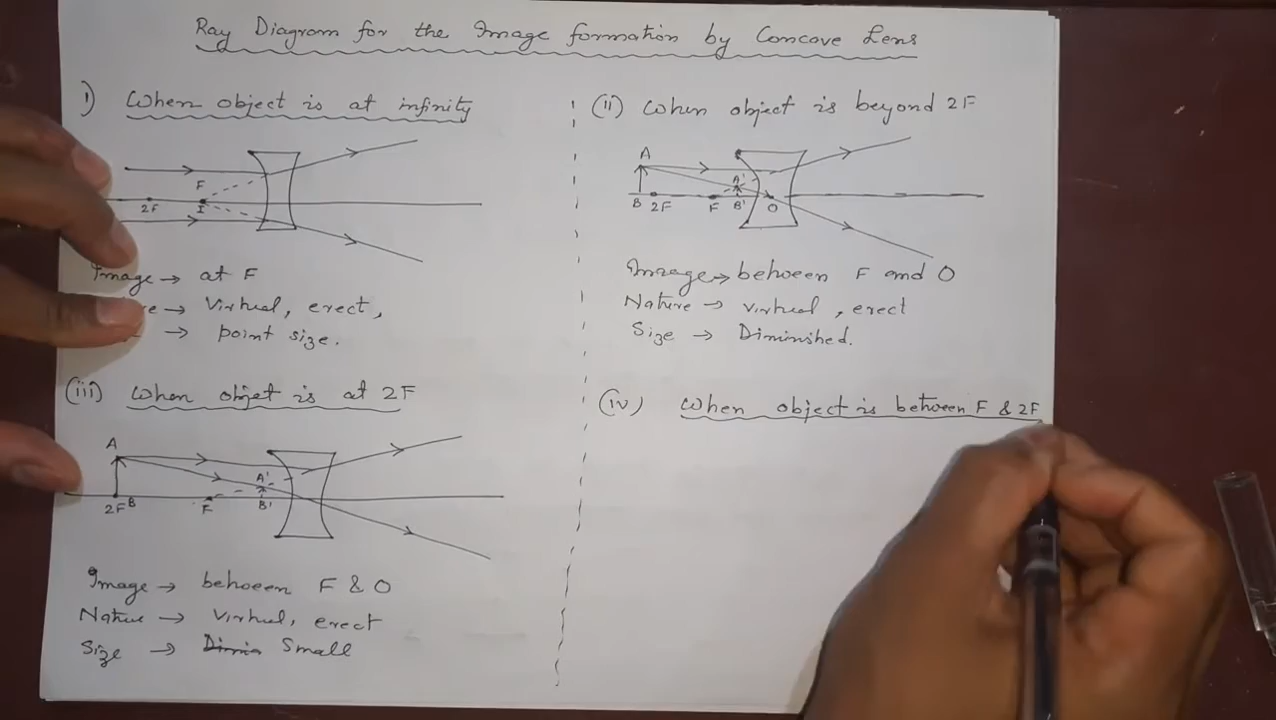 Ray Diagram for the Image formation by Concave Lens
i) When object is at infinity
F
2F
I
Image → at F
e → Virtual, erect,
→ point size.
(ii) When object is beyond 2F
A
A'
B 2F F B' O
Image → between F and O
Nature → virtual, erect
Size → Diminished.
(iii) When objet is at 2F
A
A'
2F B F B'
Image → between F & O
Nature → Virtual, erect
Size → Dimin Small
(iv) When object is between F & 2F